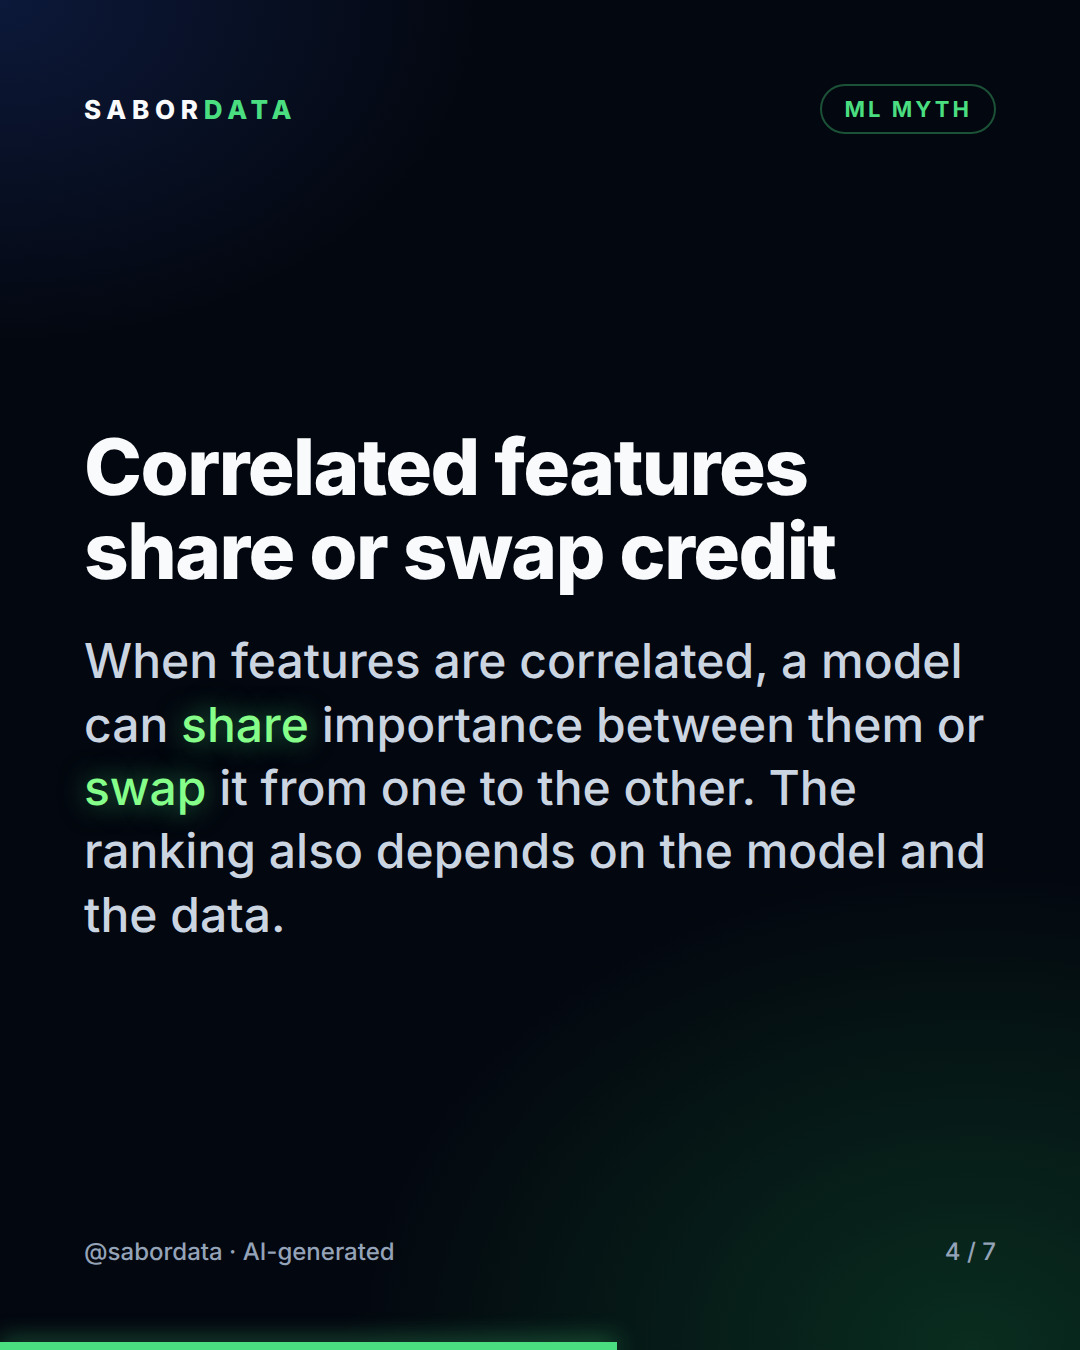 SABORDATA
ML MYTH
Correlated features
share or swap credit
When features are correlated, a model
can share importance between them or
swap it from one to the other. The
ranking also depends on the model and
the data.
@sabordata · AI-generated
4 / 7